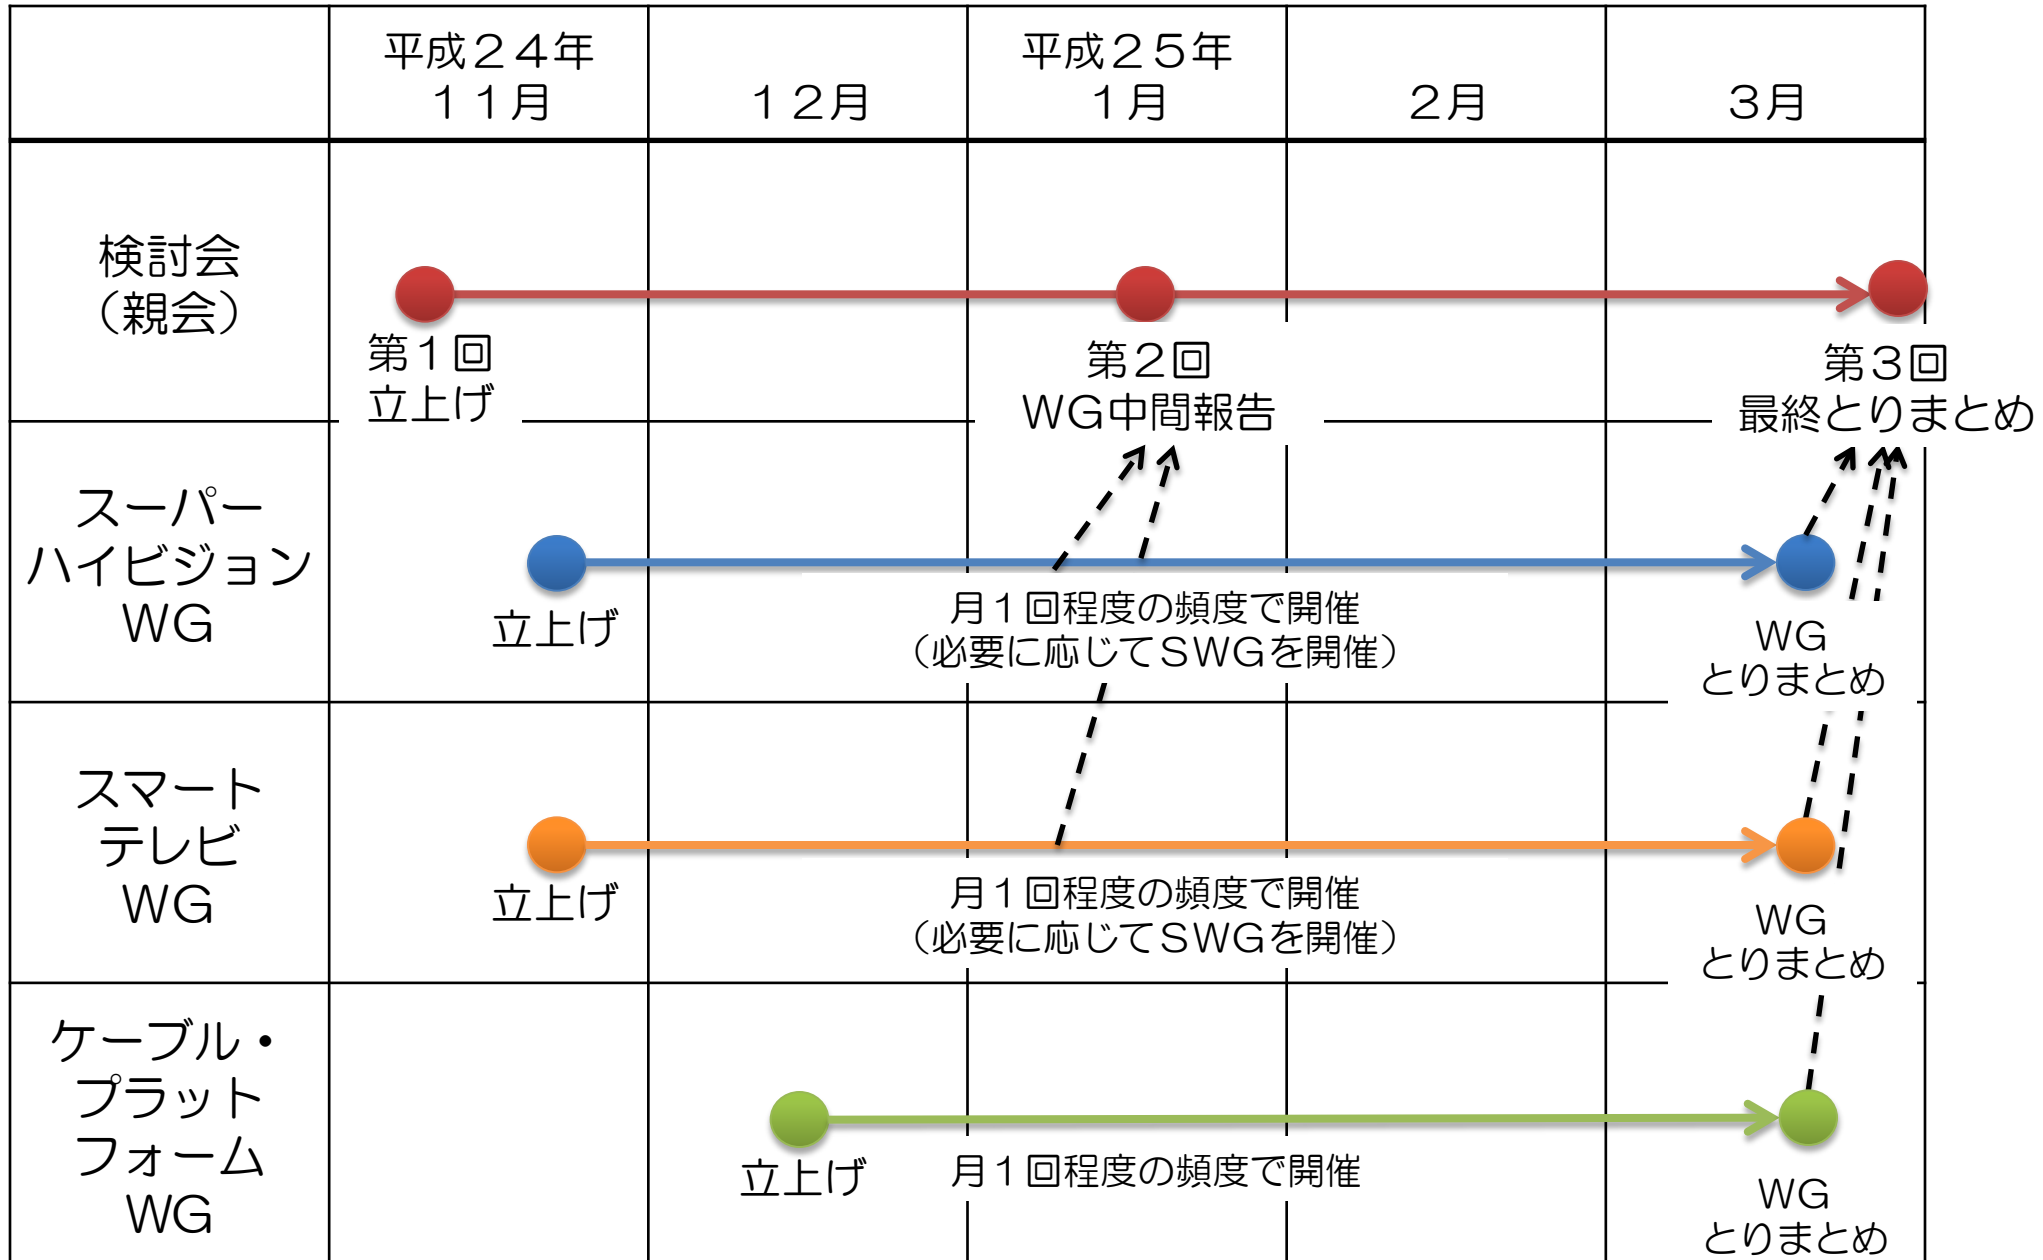 平成２４年
１１月
１２月
平成２５年
１月
２月
３月
検討会
（親会）
第１回
立上げ
第２回
ＷＧ中間報告
第３回
最終とりまとめ
スーパー
ハイビジョン
ＷＧ
立上げ
月１回程度の頻度で開催
（必要に応じてＳＷＧを開催）
ＷＧ
とりまとめ
スマート
テレビ
ＷＧ
立上げ
月１回程度の頻度で開催
（必要に応じてＳＷＧを開催）
ＷＧ
とりまとめ
ケーブル・
プラット
フォーム
ＷＧ
立上げ
月１回程度の頻度で開催
ＷＧ
とりまとめ